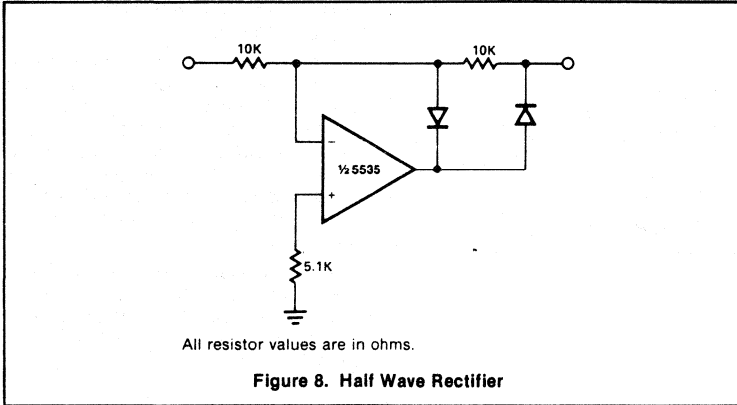 10K
10K
−
½ 5535
+
5.1K
All resistor values are in ohms.
Figure 8. Half Wave Rectifier